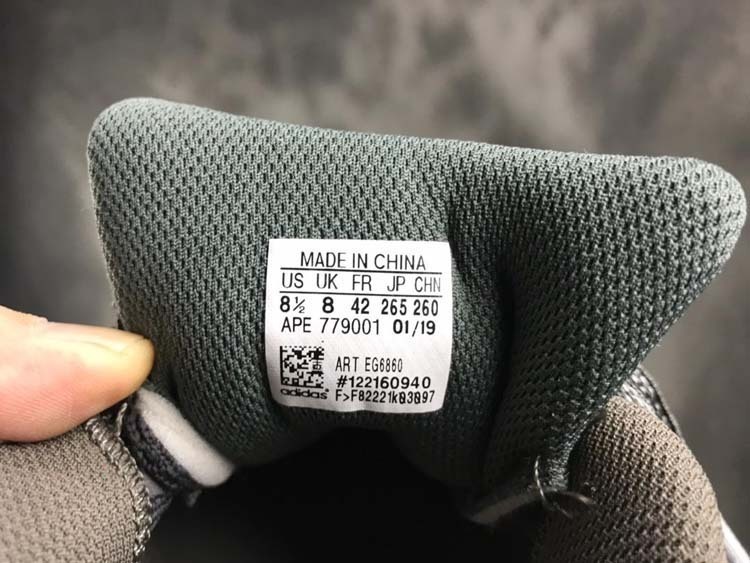 MADE IN CHINA
US UK FR JP CHN
8½ 8 42 265 260
APE 779001 01/19
ART EG6860
#122160940
adidas F>F82221k03097